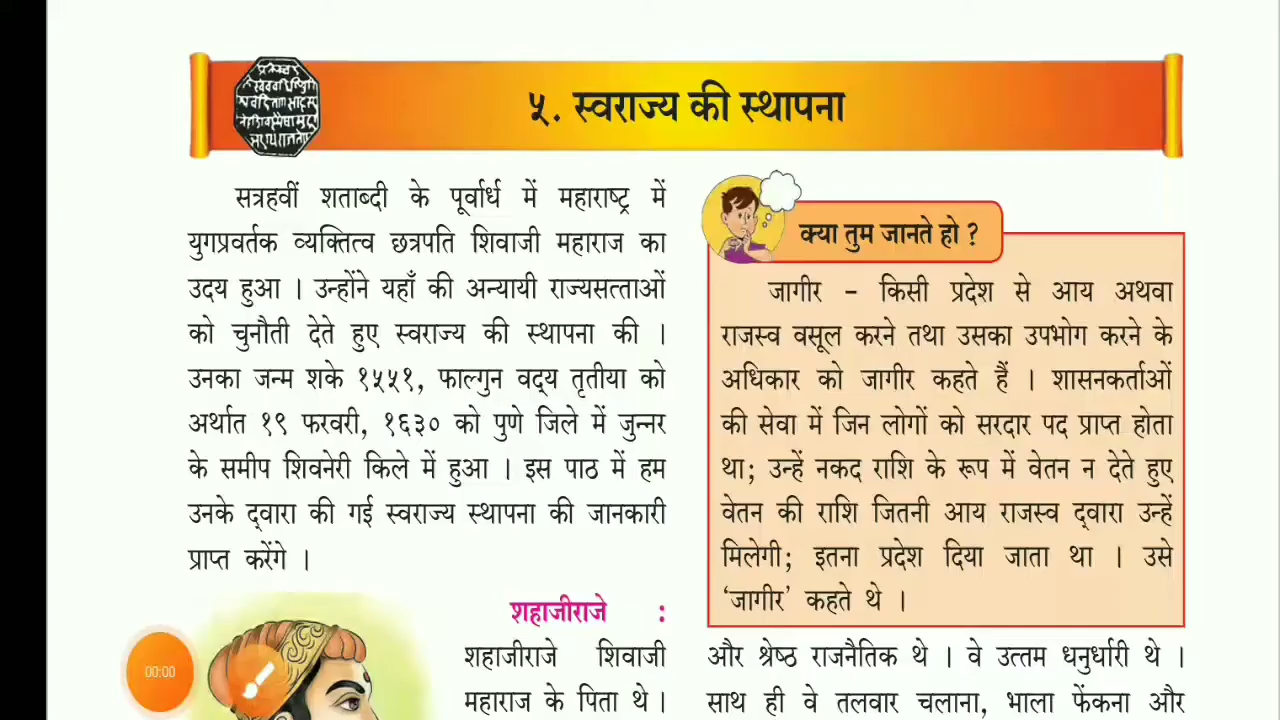 ५. स्वराज्य की स्थापना
सत्रहवीं शताब्दी के पूर्वार्ध में महाराष्ट्र में
युगप्रवर्तक व्यक्तित्व छत्रपति शिवाजी महाराज का
उदय हुआ । उन्होंने यहाँ की अन्यायी राज्यसत्ताओं
को चुनौती देते हुए स्वराज्य की स्थापना की ।
उनका जन्म शके १५५१, फाल्गुन वद्य तृतीया को
अर्थात १९ फरवरी, १६३० को पुणे जिले में जुन्नर
के समीप शिवनेरी किले में हुआ । इस पाठ में हम
उनके द्वारा की गई स्वराज्य स्थापना की जानकारी
प्राप्त करेंगे ।
शहाजीराजे :
शहाजीराजे शिवाजी
महाराज के पिता थे ।
क्या तुम जानते हो ?
जागीर – किसी प्रदेश से आय अथवा
राजस्व वसूल करने तथा उसका उपभोग करने के
अधिकार को जागीर कहते हैं । शासनकर्ताओं
की सेवा में जिन लोगों को सरदार पद प्राप्त होता
था; उन्हें नकद राशि के रूप में वेतन न देते हुए
वेतन की राशि जितनी आय राजस्व द्वारा उन्हें
मिलेगी; इतना प्रदेश दिया जाता था । उसे
‘जागीर’ कहते थे ।
और श्रेष्ठ राजनैतिक थे । वे उत्तम धनुर्धारी थे ।
साथ ही वे तलवार चलाना, भाला फेंकना और
00:00